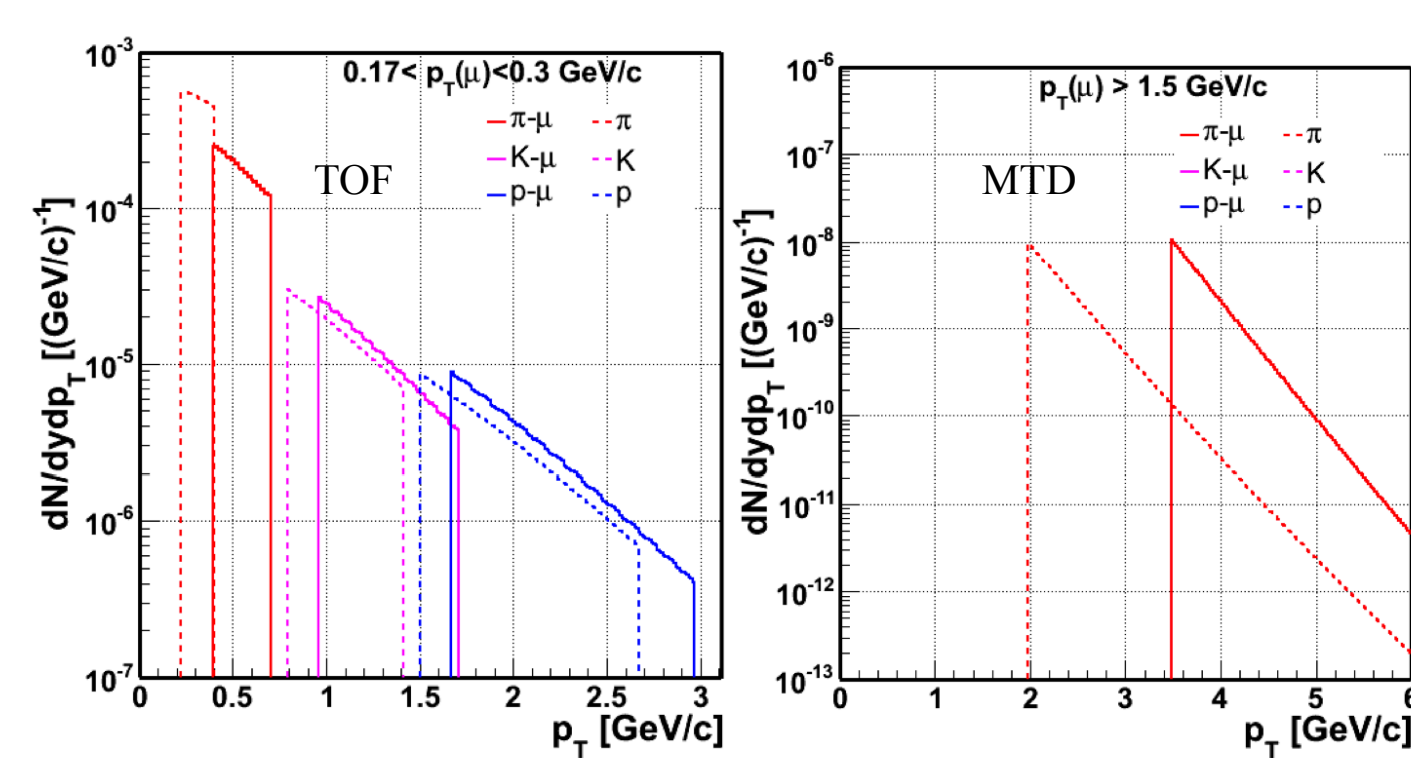 0.17< p_T(μ)<0.3 GeV/c
π-μ π
K-μ K
p-μ p
TOF
dN/dydp_T [(GeV/c)^-1]
10^-3
10^-4
10^-5
10^-6
10^-7
0 0.5 1 1.5 2 2.5 3
p_T [GeV/c]
p_T(μ) > 1.5 GeV/c
π-μ π
K-μ K
p-μ p
MTD
dN/dydp_T [(GeV/c)^-1]
10^-6
10^-7
10^-8
10^-9
10^-10
10^-11
10^-12
10^-13
0 1 2 3 4 5 6
p_T [GeV/c]